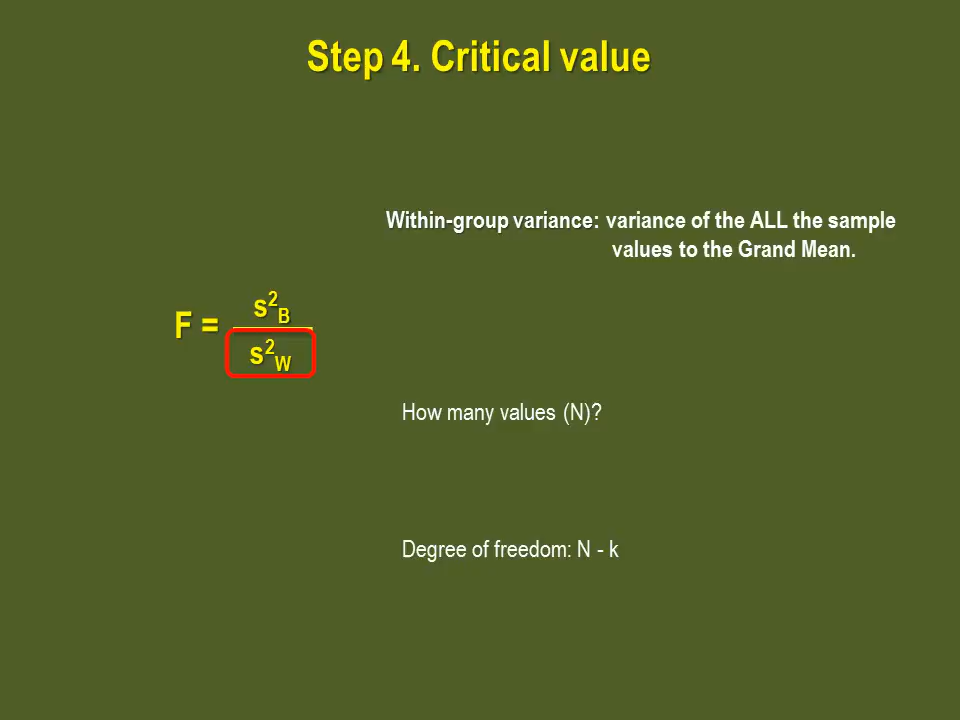 Step 4. Critical value
Within-group variance: variance of the ALL the sample
values to the Grand Mean.
F = s²B / s²W
How many values (N)?
Degree of freedom: N - k